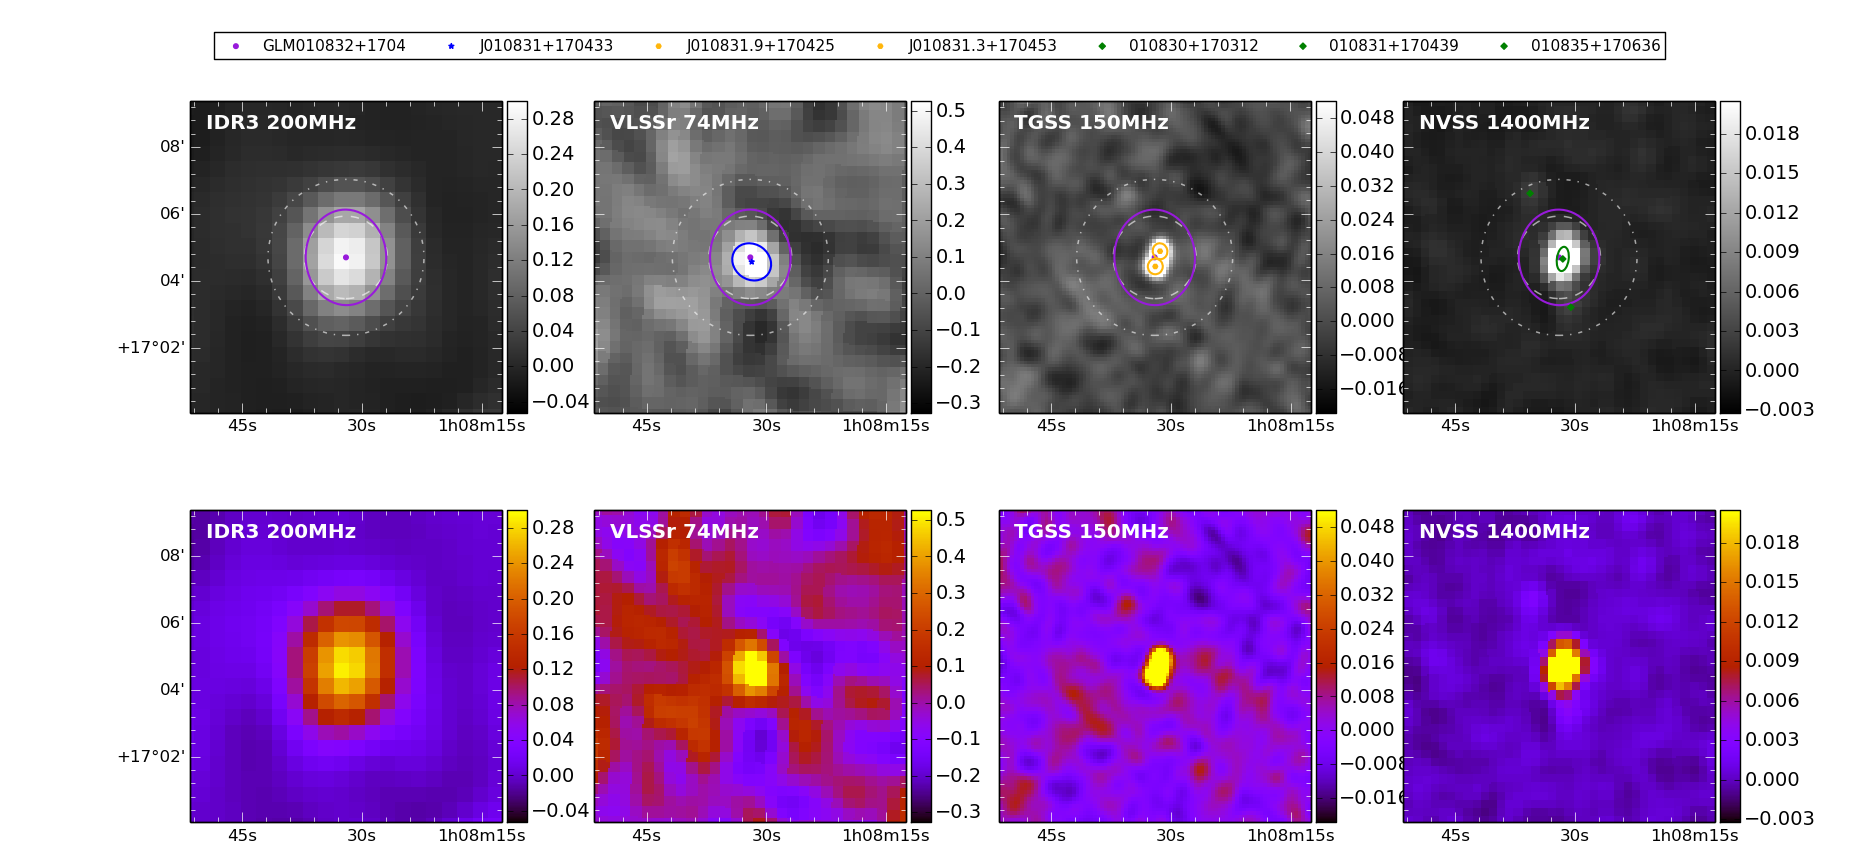 GLM010832+1704 J010831+170433 J010831.9+170425 J010831.3+170453 010830+170312 010831+170439 010835+170636
IDR3 200MHz VLSSr 74MHz TGSS 150MHz NVSS 1400MHz
08' 06' 04' +17°02'
0.28 0.24 0.20 0.16 0.12 0.08 0.04 0.00 −0.04
0.5 0.4 0.3 0.2 0.1 0.0 −0.1 −0.2 −0.3
0.048 0.040 0.032 0.024 0.016 0.008 0.000 −0.008 −0.016
0.018 0.015 0.012 0.009 0.006 0.003 0.000 −0.003
45s 30s 1h08m15s 45s 30s 1h08m15s 45s 30s 1h08m15s 45s 30s 1h08m15s
IDR3 200MHz VLSSr 74MHz TGSS 150MHz NVSS 1400MHz
08' 06' 04' +17°02'
0.28 0.24 0.20 0.16 0.12 0.08 0.04 0.00 −0.04
0.5 0.4 0.3 0.2 0.1 0.0 −0.1 −0.2 −0.3
0.048 0.040 0.032 0.024 0.016 0.008 0.000 −0.008 −0.016
0.018 0.015 0.012 0.009 0.006 0.003 0.000 −0.003
45s 30s 1h08m15s 45s 30s 1h08m15s 45s 30s 1h08m15s 45s 30s 1h08m15s